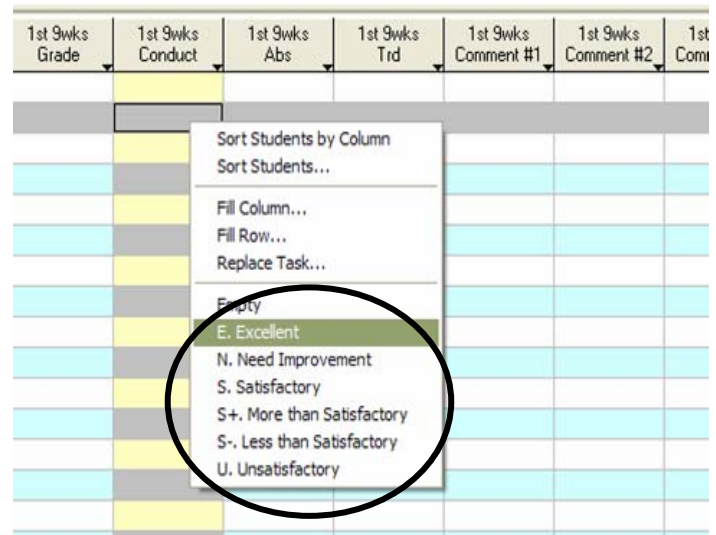 1st 9wks Grade
1st 9wks Conduct
1st 9wks Abs
1st 9wks Trd
1st 9wks Comment #1
1st 9wks Comment #2
1st
Sort Students by Column
Sort Students...
Fill Column...
Fill Row...
Replace Task...
Empty
E. Excellent
N. Need Improvement
S. Satisfactory
S+. More than Satisfactory
S-. Less than Satisfactory
U. Unsatisfactory